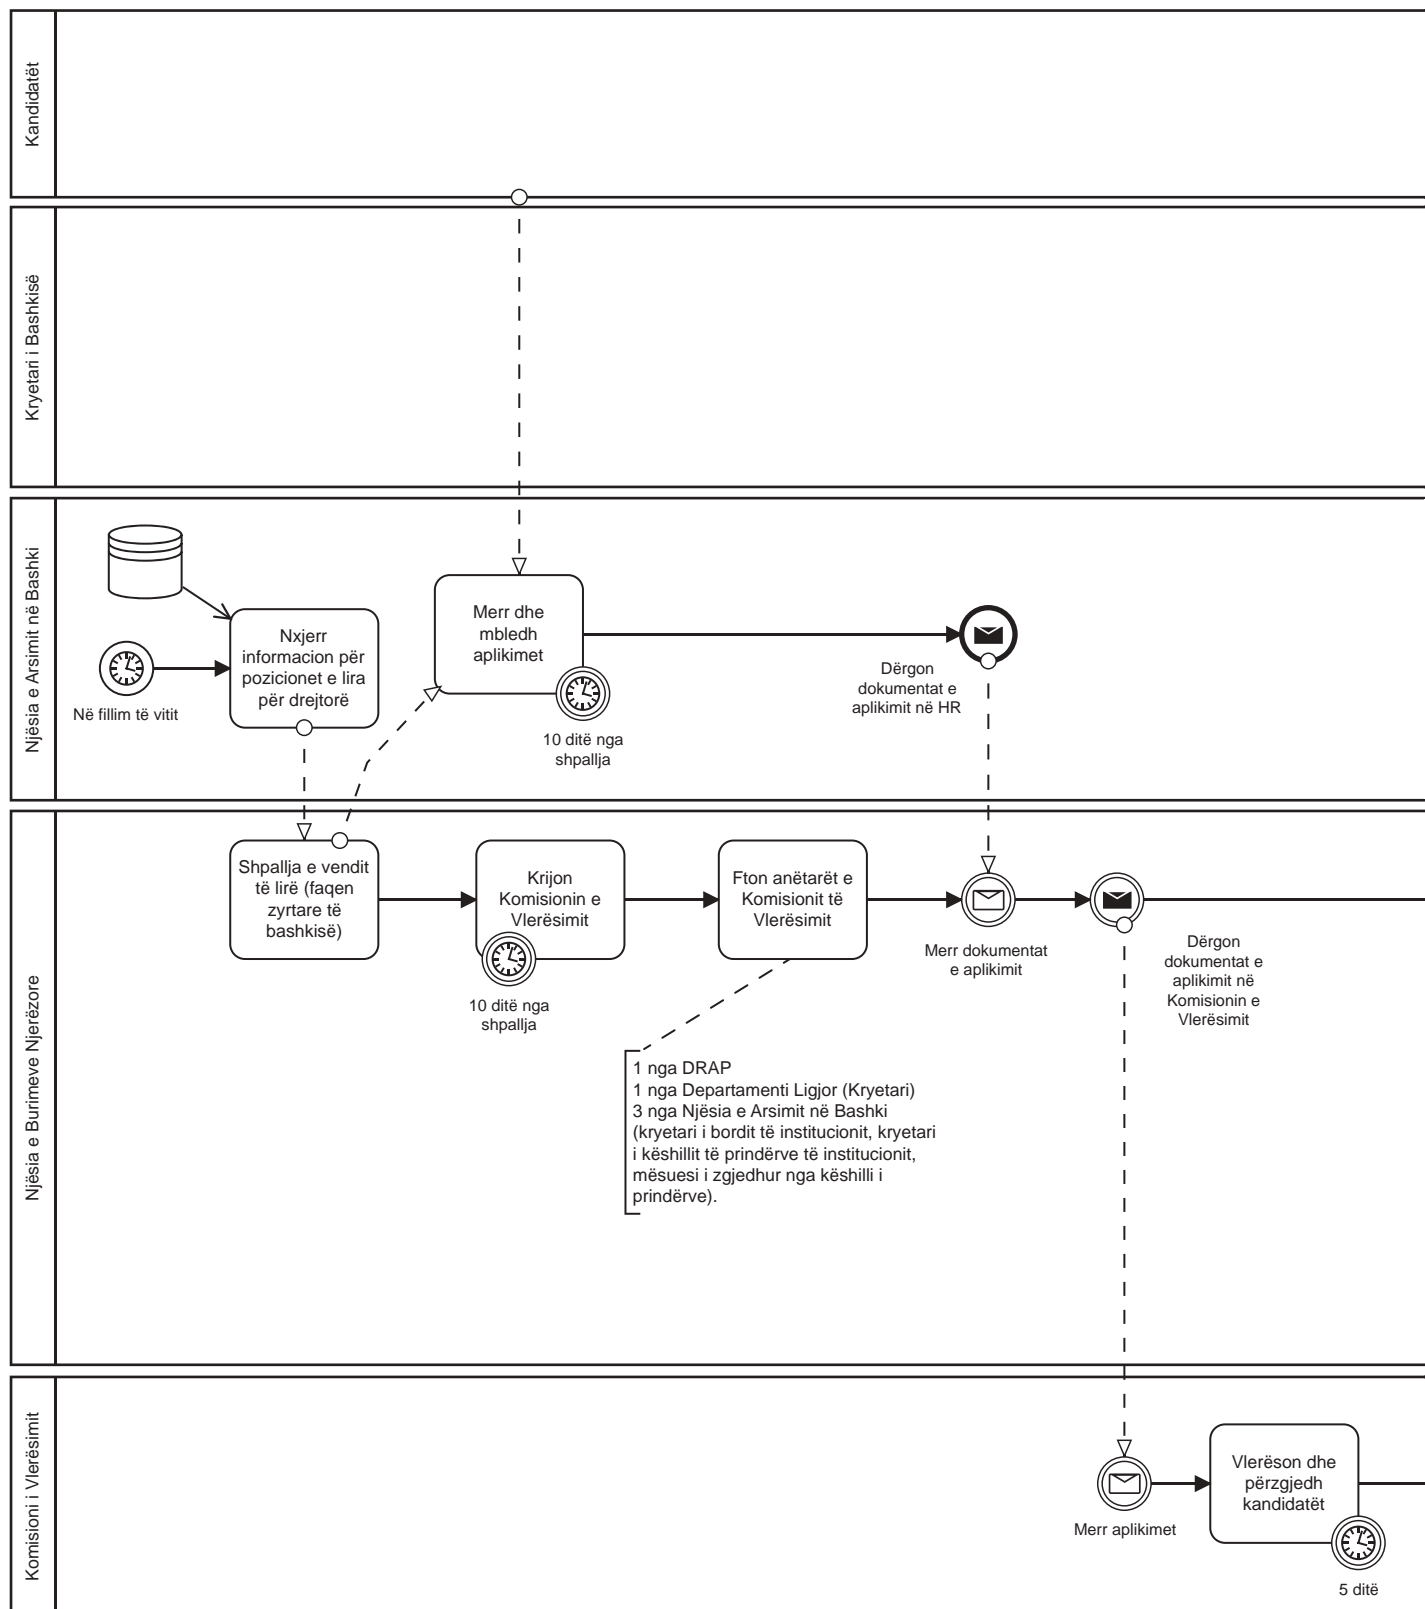 Kandidatët
Kryetari i Bashkisë
Njësia e Arsimit në Bashki
Në fillim të vitit
Nxjerr
informacion për
pozicionet e lira
për drejtorë
Merr dhe
mbledh
aplikimet
10 ditë nga
shpallja
Dërgon
dokumentat e
aplikimit në HR
Njësia e Burimeve Njerëzore
Shpallja e vendit
të lirë (faqen
zyrtare të
bashkisë)
Krijon
Komisionin e
Vlerësimit
10 ditë nga
shpallja
Fton anëtarët e
Komisionit të
Vlerësimit
1 nga DRAP
1 nga Departamenti Ligjor (Kryetari)
3 nga Njësia e Arsimit në Bashki
(kryetari i bordit të institucionit, kryetari
i këshillit të prindërve të institucionit,
mësuesi i zgjedhur nga këshilli i
prindërve).
Merr dokumentat
e aplikimit
Dërgon
dokumentat e
aplikimit në
Komisionin e
Vlerësimit
Komisioni i Vlerësimit
Merr aplikimet
Vlerëson dhe
përzgjedh
kandidatët
5 ditë